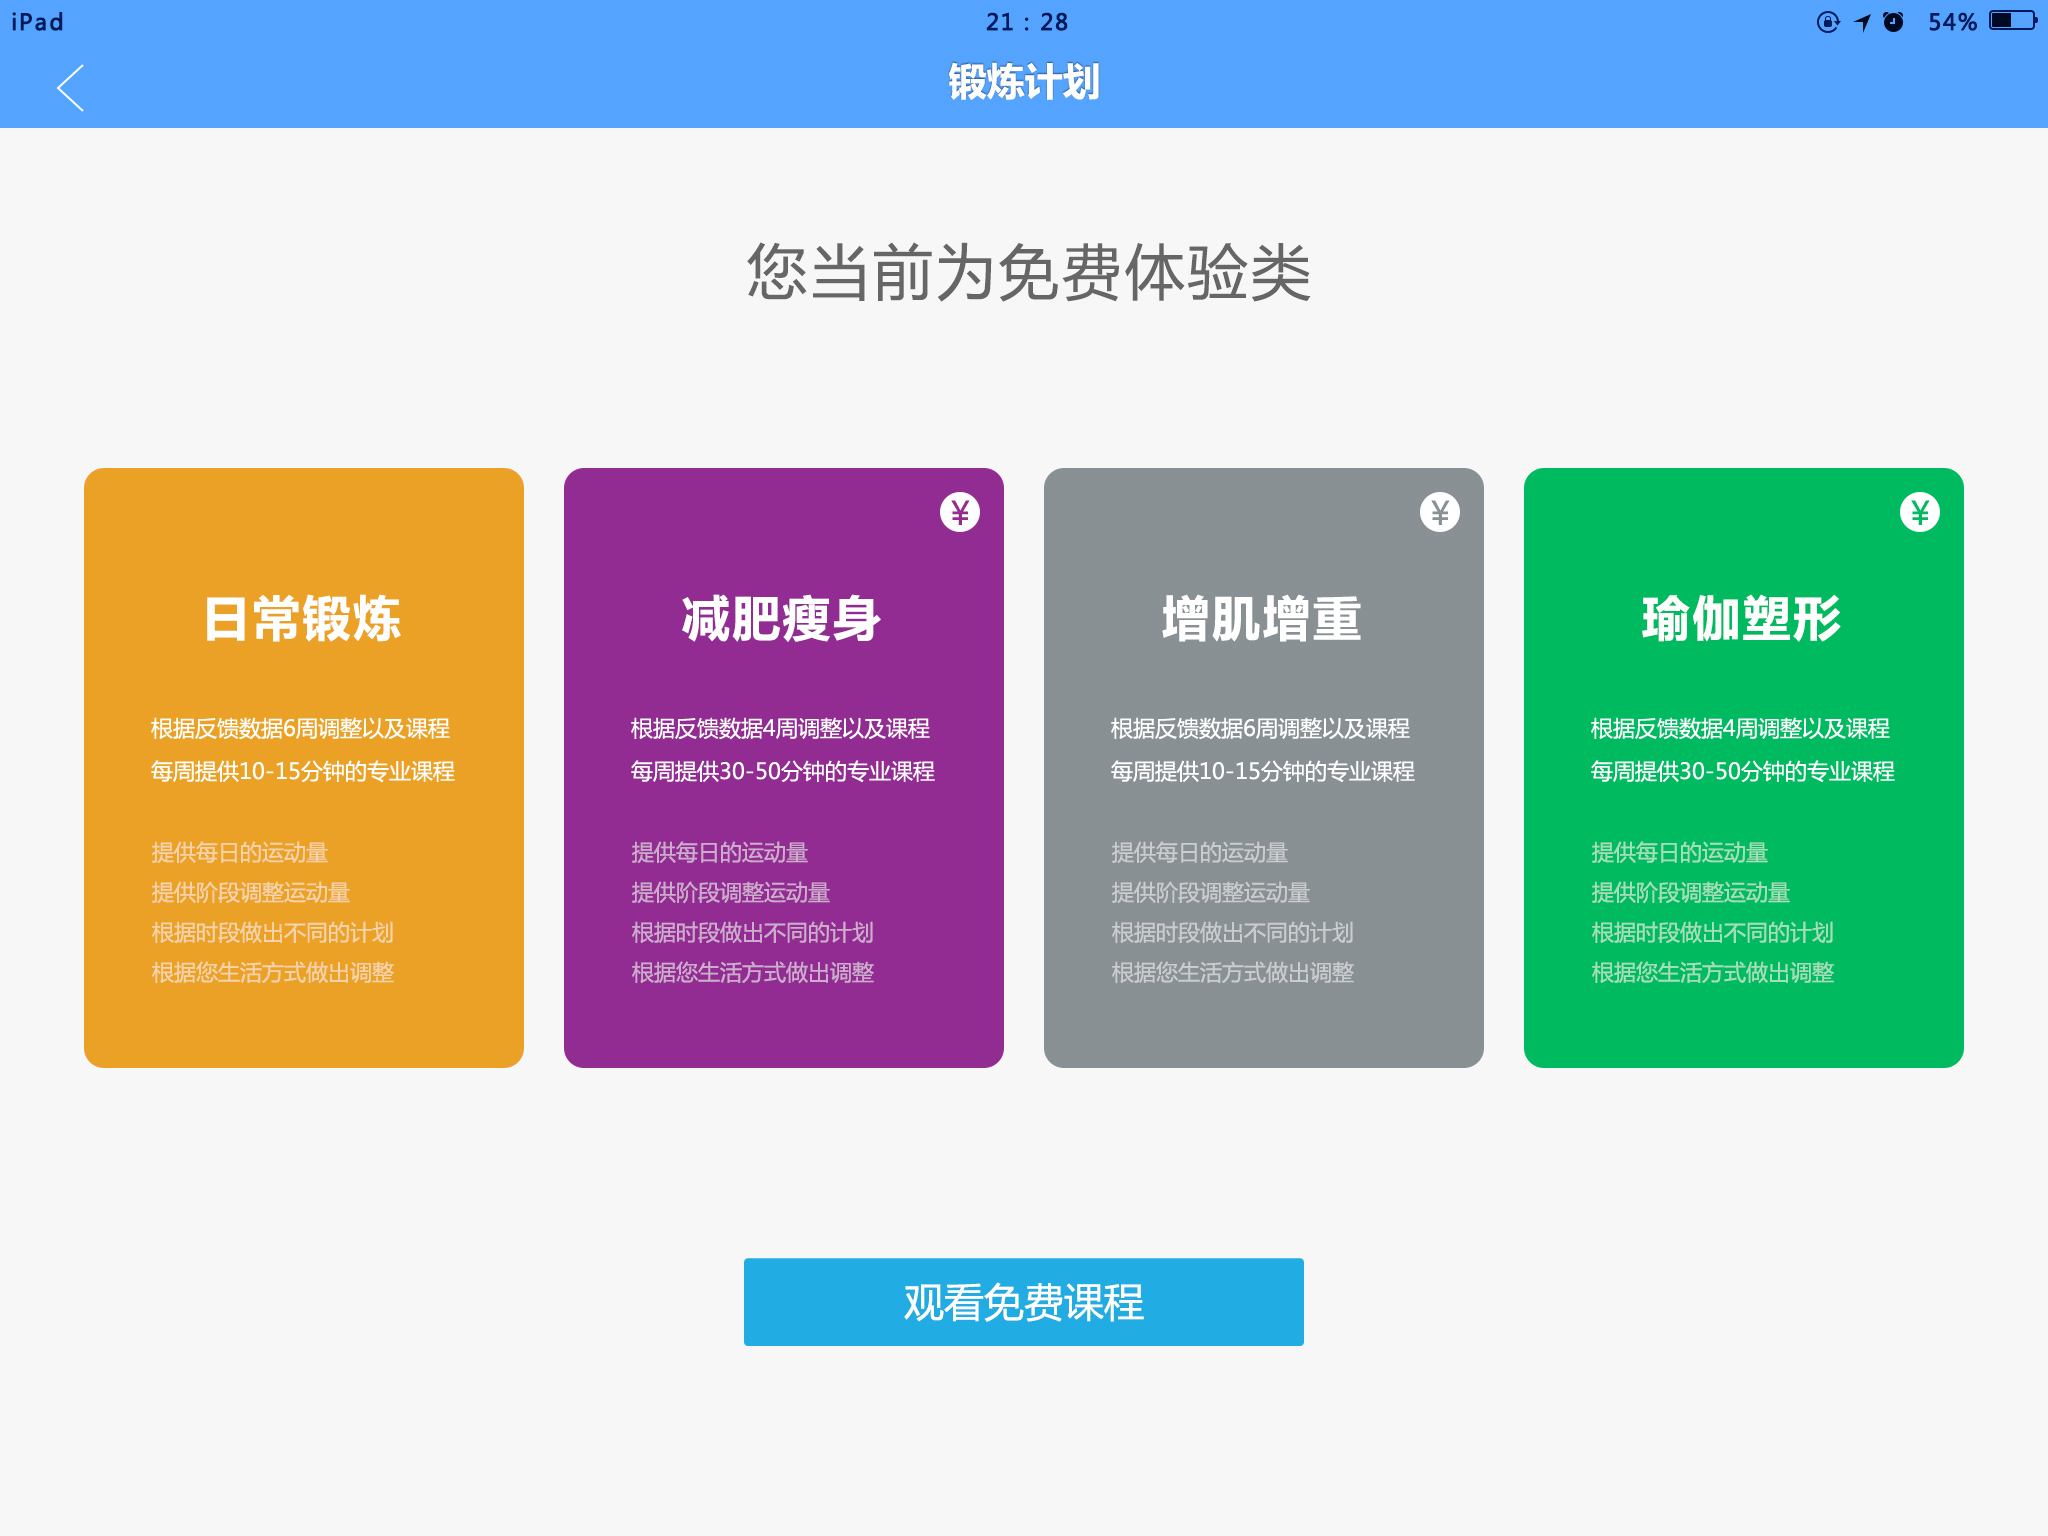 iPad
21：28
54%
锻炼计划
您当前为免费体验类
日常锻炼
根据反馈数据6周调整以及课程
每周提供10-15分钟的专业课程
提供每日的运动量
提供阶段调整运动量
根据时段做出不同的计划
根据您生活方式做出调整
¥
减肥瘦身
根据反馈数据4周调整以及课程
每周提供30-50分钟的专业课程
提供每日的运动量
提供阶段调整运动量
根据时段做出不同的计划
根据您生活方式做出调整
¥
增肌增重
根据反馈数据6周调整以及课程
每周提供10-15分钟的专业课程
提供每日的运动量
提供阶段调整运动量
根据时段做出不同的计划
根据您生活方式做出调整
¥
瑜伽塑形
根据反馈数据4周调整以及课程
每周提供30-50分钟的专业课程
提供每日的运动量
提供阶段调整运动量
根据时段做出不同的计划
根据您生活方式做出调整
观看免费课程